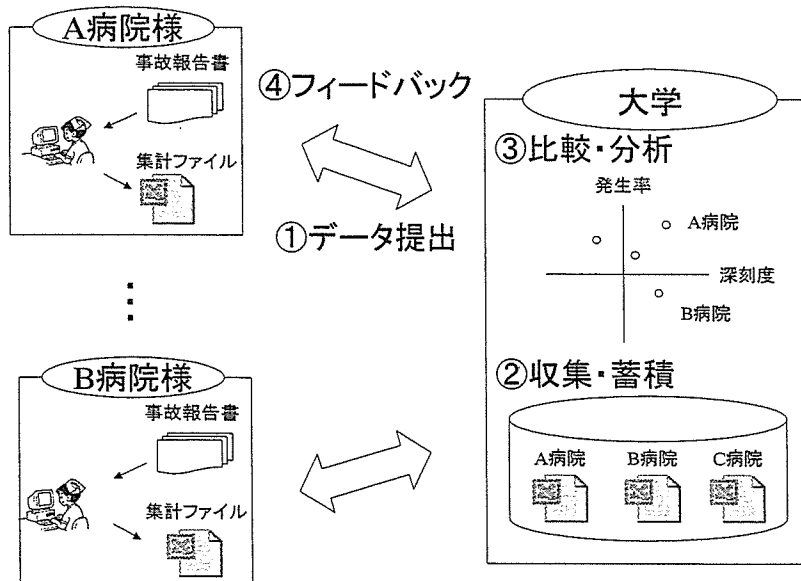 A病院様
事故報告書
集計ファイル
④フィードバック
①データ提出
⋮
B病院様
事故報告書
集計ファイル
大学
③比較・分析
発生率
A病院
深刻度
B病院
②収集・蓄積
A病院 B病院 C病院